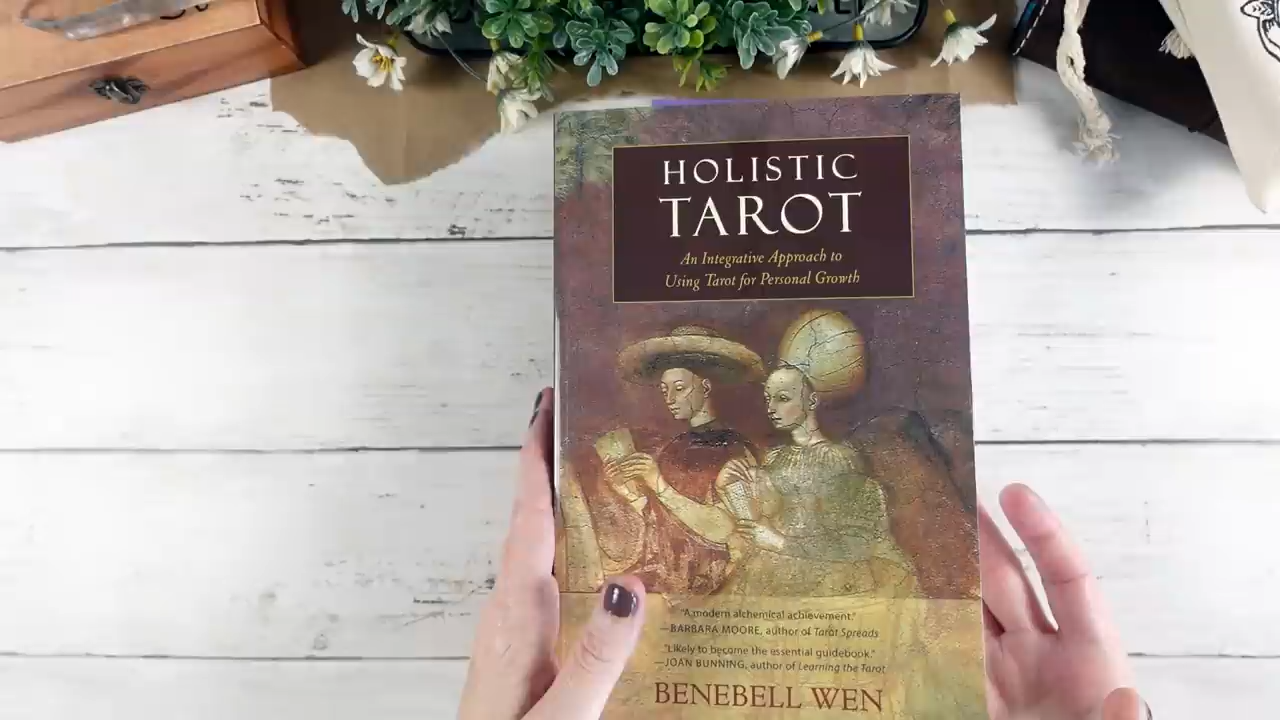 HOLISTIC
TAROT
An Integrative Approach to
Using Tarot for Personal Growth
"A modern alchemical achievement."
—BARBARA MOORE, author of Tarot Spreads
"Likely to become the essential guidebook."
—JOAN BUNNING, author of Learning the Tarot
BENEBELL WEN